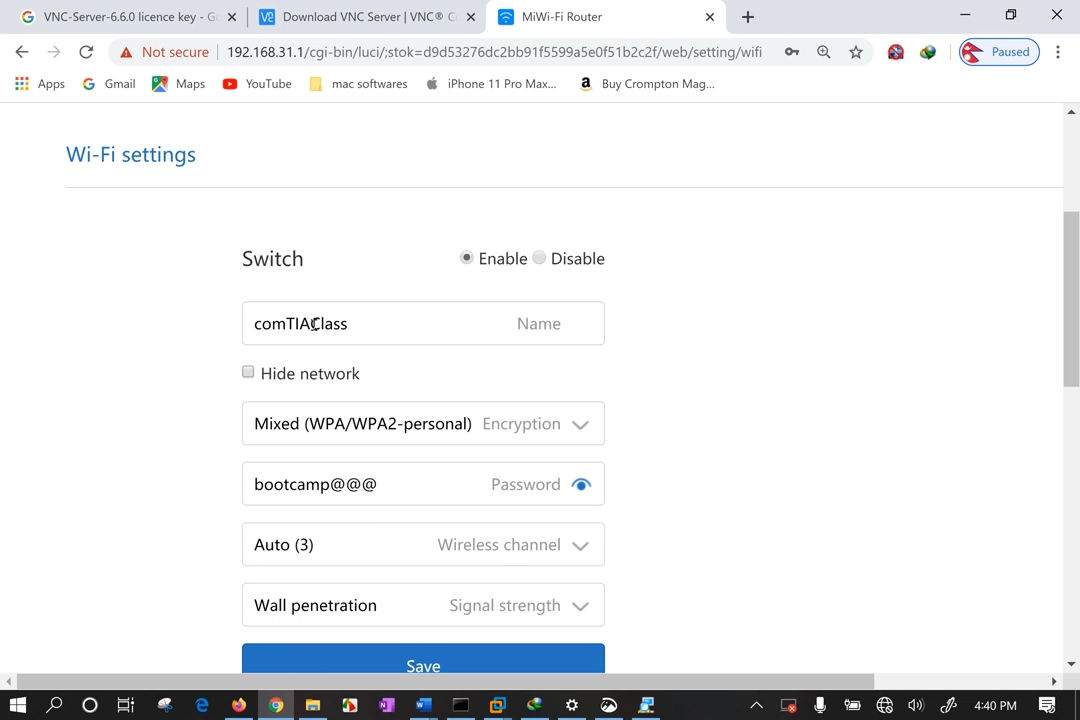 VNC-Server-6.6.0 licence key - G
Download VNC Server | VNC® C
MiWi-Fi Router
Not secure
192.168.31.1/cgi-bin/luci/;stok=d9d53276dc2bb91f5599a5e0f51b2c2f/web/setting/wifi
Paused
Apps
Gmail
Maps
YouTube
mac softwares
iPhone 11 Pro Max...
Buy Crompton Mag...
Wi-Fi settings
Switch
Enable
Disable
comTIAClass
Name
Hide network
Mixed (WPA/WPA2-personal)
Encryption
bootcamp@@@
Password
Auto (3)
Wireless channel
Wall penetration
Signal strength
Save
4:40 PM